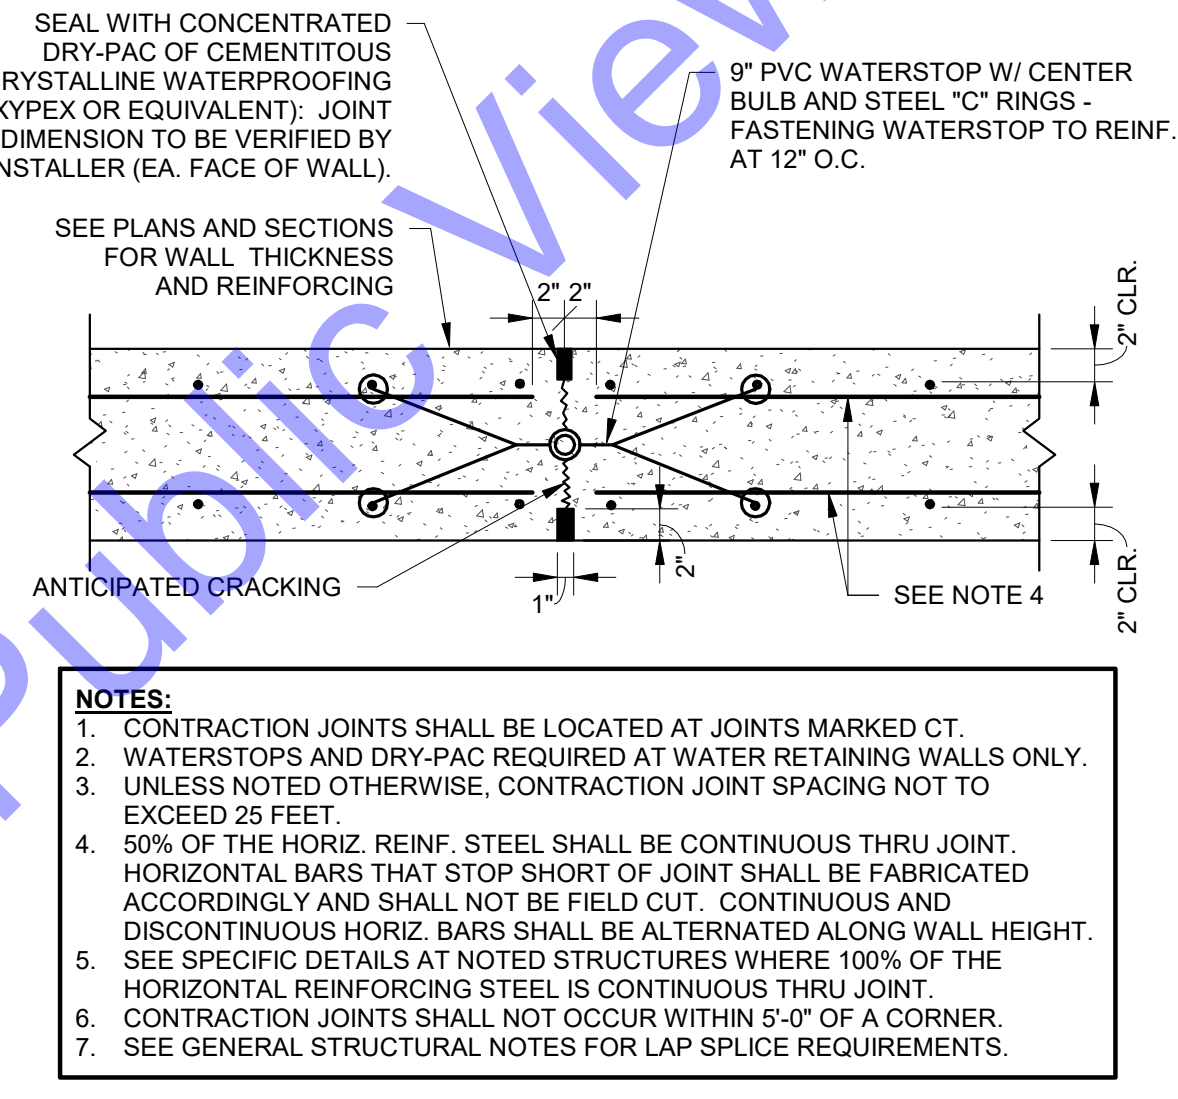 SEAL WITH CONCENTRATED
DRY-PAC OF CEMENTITOUS
RYSTALLINE WATERPROOFING
XYPEX OR EQUIVALENT): JOINT
DIMENSION TO BE VERIFIED BY
NSTALLER (EA. FACE OF WALL).
9" PVC WATERSTOP W/ CENTER
BULB AND STEEL "C" RINGS -
FASTENING WATERSTOP TO REINF.
AT 12" O.C.
SEE PLANS AND SECTIONS
FOR WALL THICKNESS
AND REINFORCING
2" 2"
2" CLR.
ANTICIPATED CRACKING
1"
2"
SEE NOTE 4
2" CLR.
NOTES:
1. CONTRACTION JOINTS SHALL BE LOCATED AT JOINTS MARKED CT.
2. WATERSTOPS AND DRY-PAC REQUIRED AT WATER RETAINING WALLS ONLY.
3. UNLESS NOTED OTHERWISE, CONTRACTION JOINT SPACING NOT TO
EXCEED 25 FEET.
4. 50% OF THE HORIZ. REINF. STEEL SHALL BE CONTINUOUS THRU JOINT.
HORIZONTAL BARS THAT STOP SHORT OF JOINT SHALL BE FABRICATED
ACCORDINGLY AND SHALL NOT BE FIELD CUT. CONTINUOUS AND
DISCONTINUOUS HORIZ. BARS SHALL BE ALTERNATED ALONG WALL HEIGHT.
5. SEE SPECIFIC DETAILS AT NOTED STRUCTURES WHERE 100% OF THE
HORIZONTAL REINFORCING STEEL IS CONTINUOUS THRU JOINT.
6. CONTRACTION JOINTS SHALL NOT OCCUR WITHIN 5'-0" OF A CORNER.
7. SEE GENERAL STRUCTURAL NOTES FOR LAP SPLICE REQUIREMENTS.
Public Vie